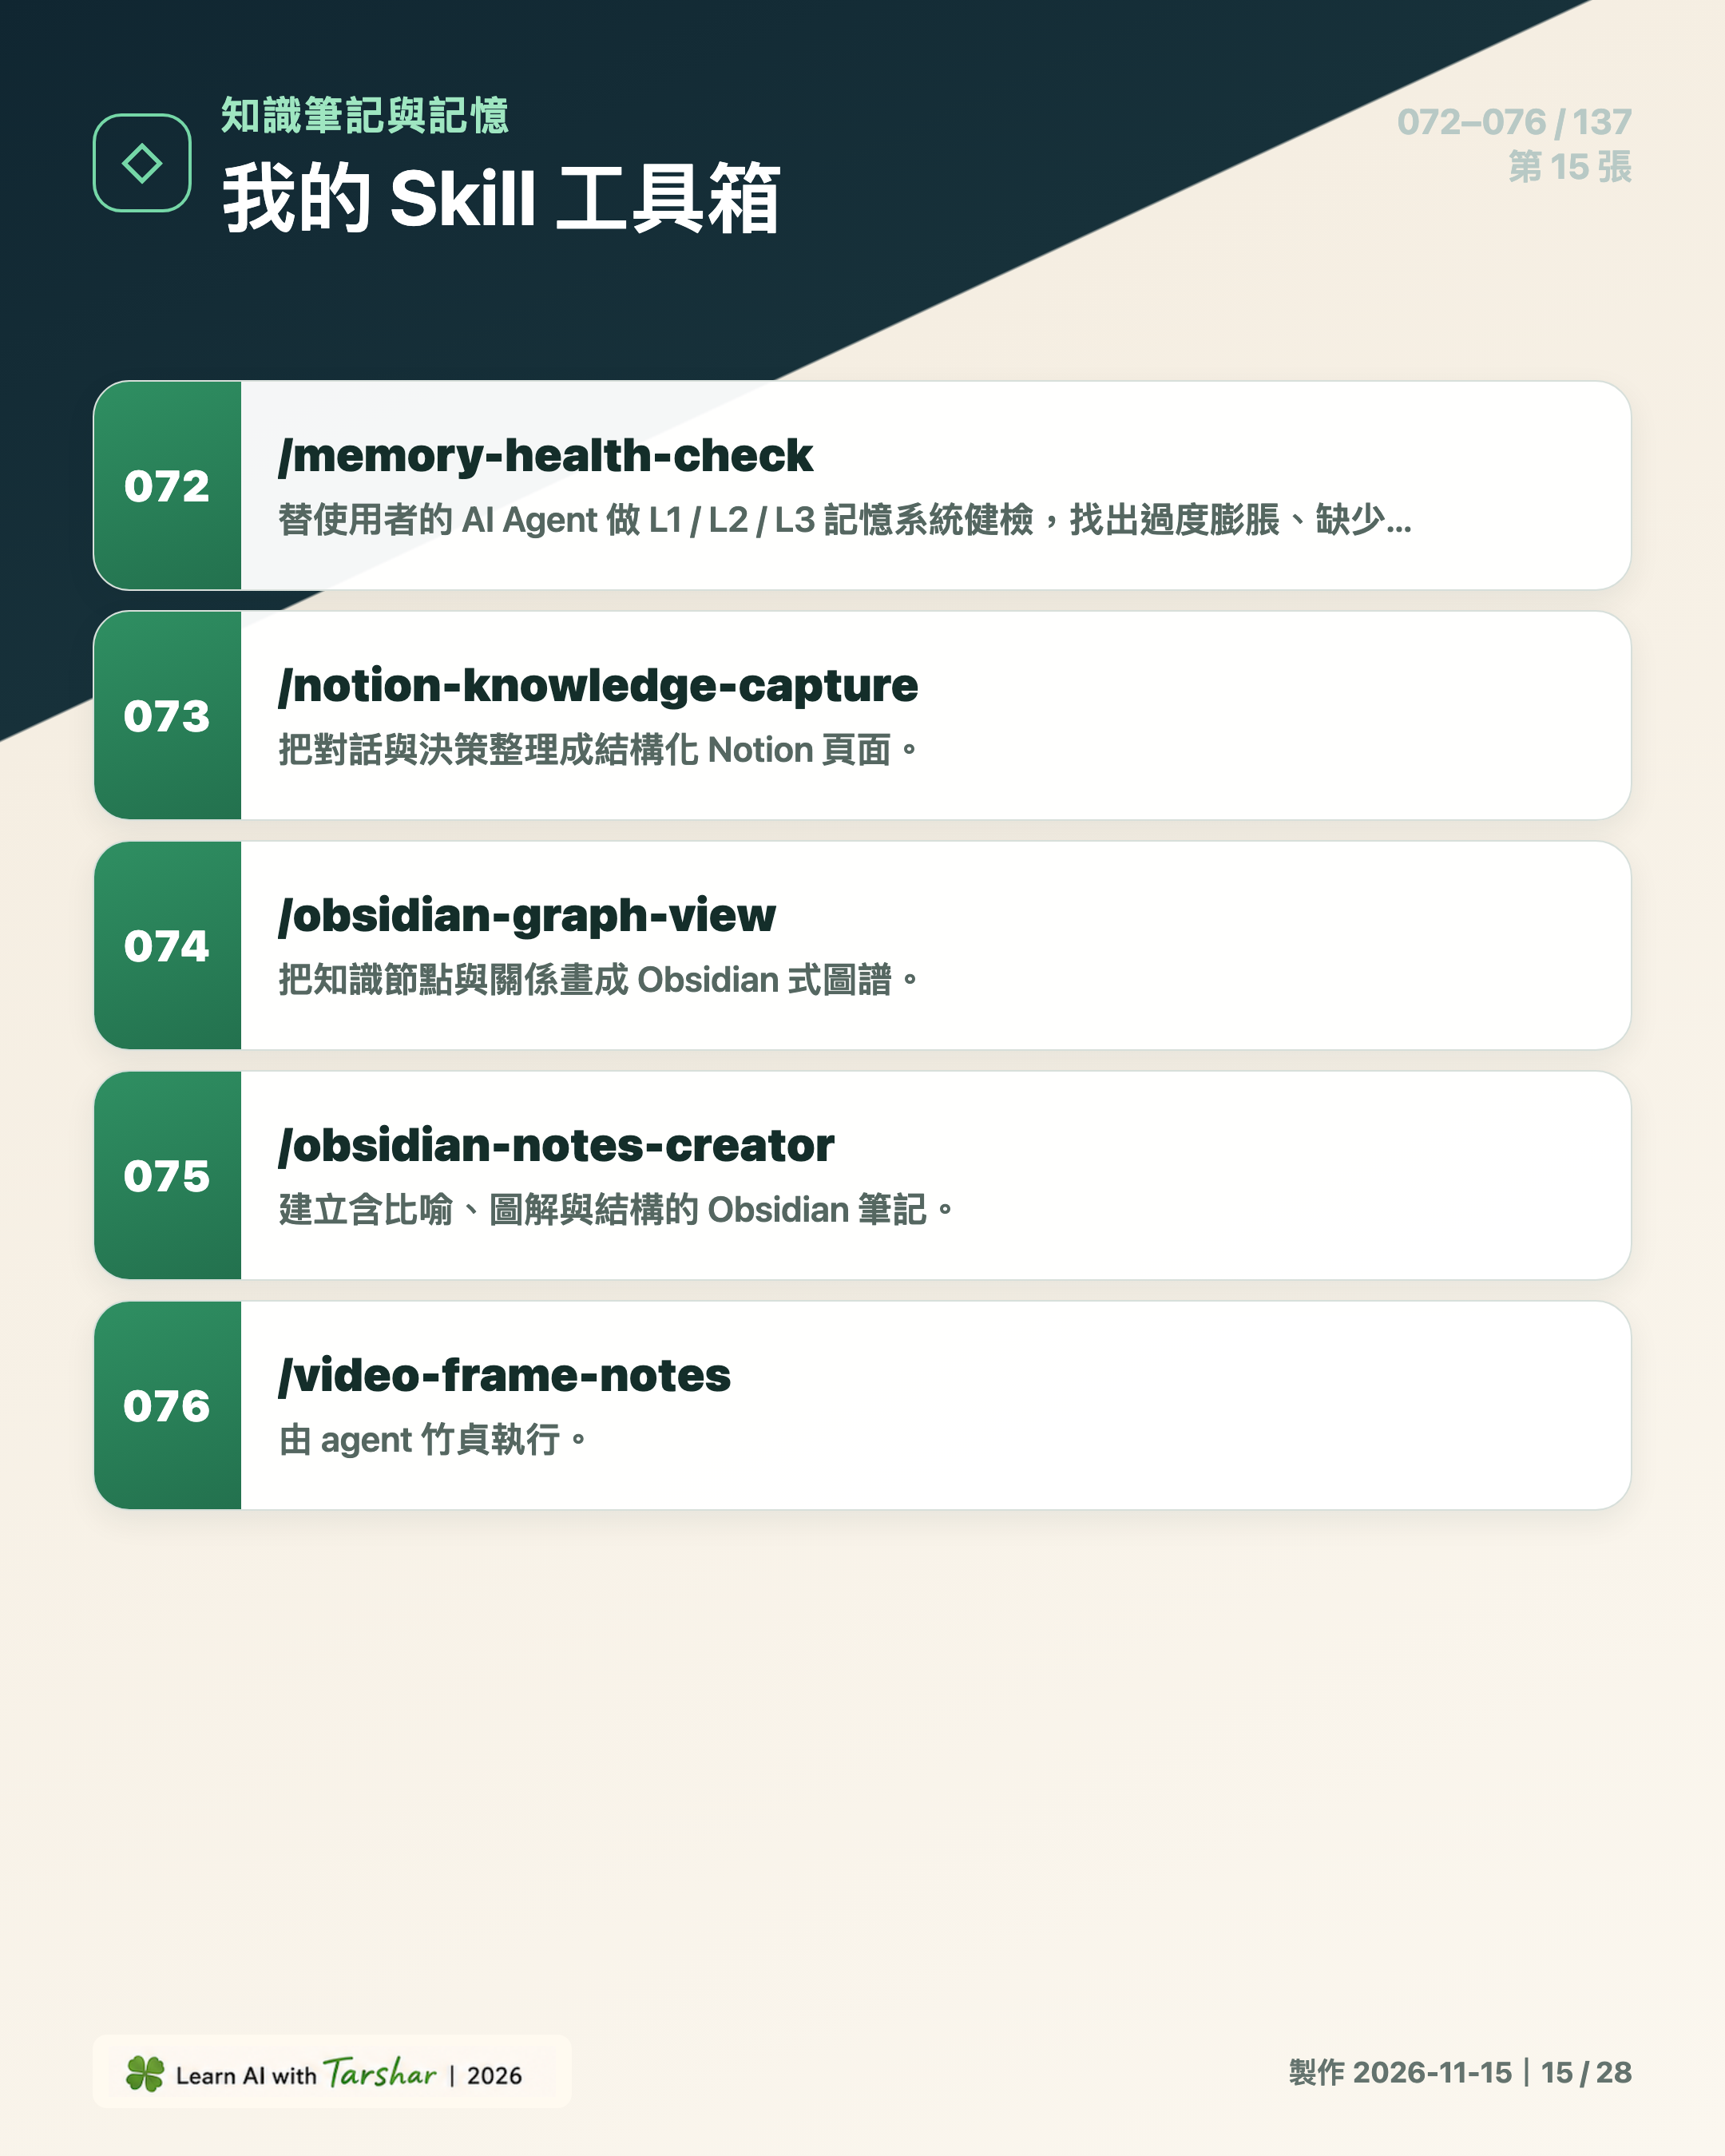 知識筆記與記憶
我的 Skill 工具箱
072–076 / 137
第 15 張
072
/memory-health-check
替使用者的 AI Agent 做 L1 / L2 / L3 記憶系統健檢，找出過度膨脹、缺少…
073
/notion-knowledge-capture
把對話與決策整理成結構化 Notion 頁面。
074
/obsidian-graph-view
把知識節點與關係畫成 Obsidian 式圖譜。
075
/obsidian-notes-creator
建立含比喻、圖解與結構的 Obsidian 筆記。
076
/video-frame-notes
由 agent 竹貞執行。
Learn AI with Tarshar | 2026
製作 2026-11-15｜15 / 28